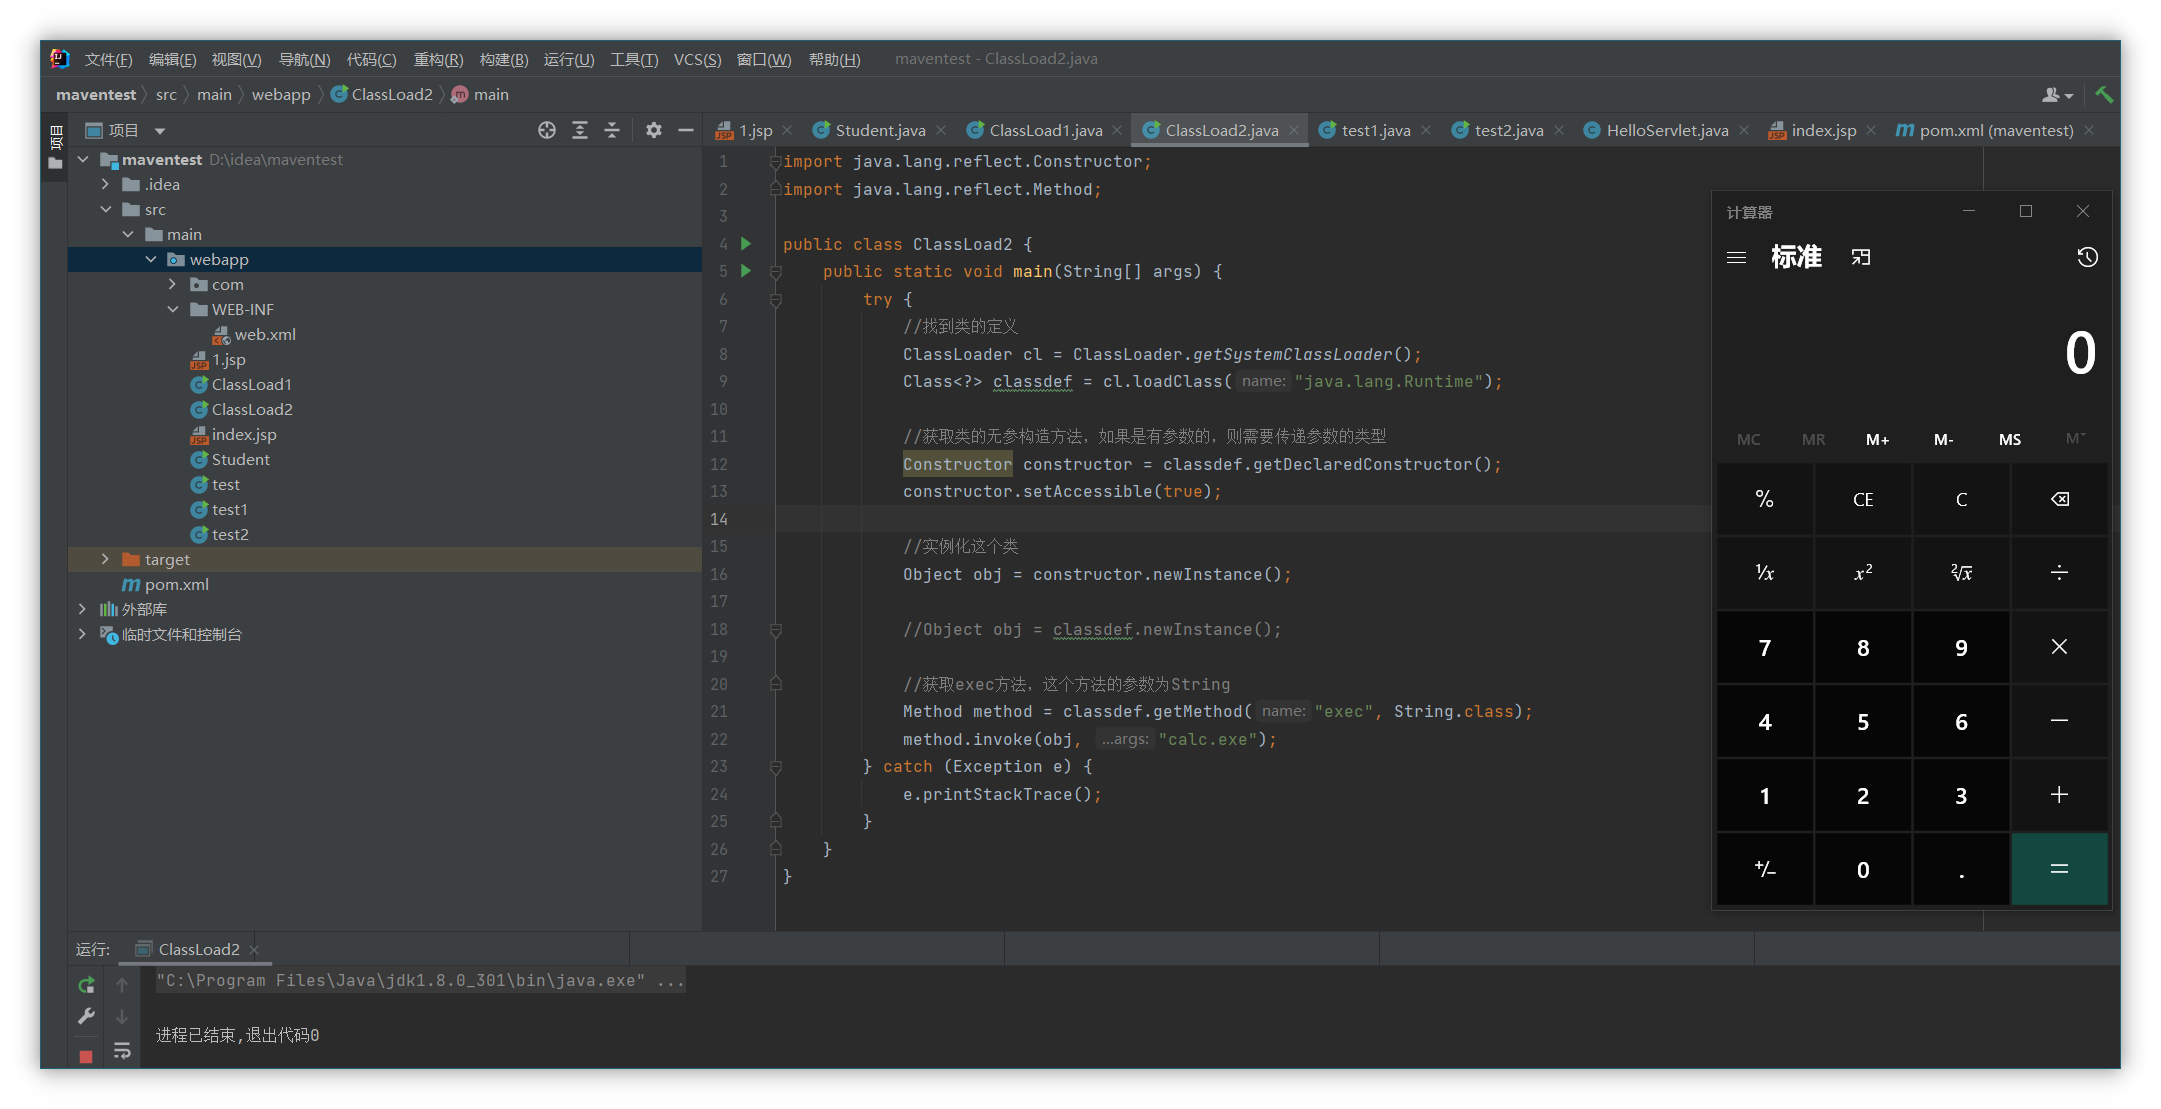 文件(F) 编辑(E) 视图(V) 导航(N) 代码(C) 重构(R) 构建(B) 运行(U) 工具(T) VCS(S) 窗口(W) 帮助(H) maventest - ClassLoad2.java
maventest src main webapp ClassLoad2 main
项目
项目
1.jsp Student.java ClassLoad1.java ClassLoad2.java test1.java test2.java HelloServlet.java index.jsp pom.xml (maventest)
maventest D:\idea\maventest
.idea
src
main
webapp
com
WEB-INF
web.xml
1.jsp
ClassLoad1
ClassLoad2
index.jsp
Student
test
test1
test2
target
pom.xml
外部库
临时文件和控制台
1 import java.lang.reflect.Constructor;
2 import java.lang.reflect.Method;
3
4 public class ClassLoad2 {
5 public static void main(String[] args) {
6 try {
7 //找到类的定义
8 ClassLoader cl = ClassLoader.getSystemClassLoader();
9 Class<?> classdef = cl.loadClass( name: "java.lang.Runtime");
10
11 //获取类的无参构造方法，如果是有参数的，则需要传递参数的类型
12 Constructor constructor = classdef.getDeclaredConstructor();
13 constructor.setAccessible(true);
14
15 //实例化这个类
16 Object obj = constructor.newInstance();
17
18 //Object obj = classdef.newInstance();
19
20 //获取exec方法，这个方法的参数为String
21 Method method = classdef.getMethod( name: "exec", String.class);
22 method.invoke(obj, ...args: "calc.exe");
23 } catch (Exception e) {
24 e.printStackTrace();
25 }
26 }
27 }
计算器
标准
0
MC MR M+ M- MS M˅
% CE C
¹/x x² ²√x ÷
7 8 9 ×
4 5 6 −
1 2 3 +
+/− 0 . =
运行: ClassLoad2
"C:\Program Files\Java\jdk1.8.0_301\bin\java.exe" ...
进程已结束,退出代码0